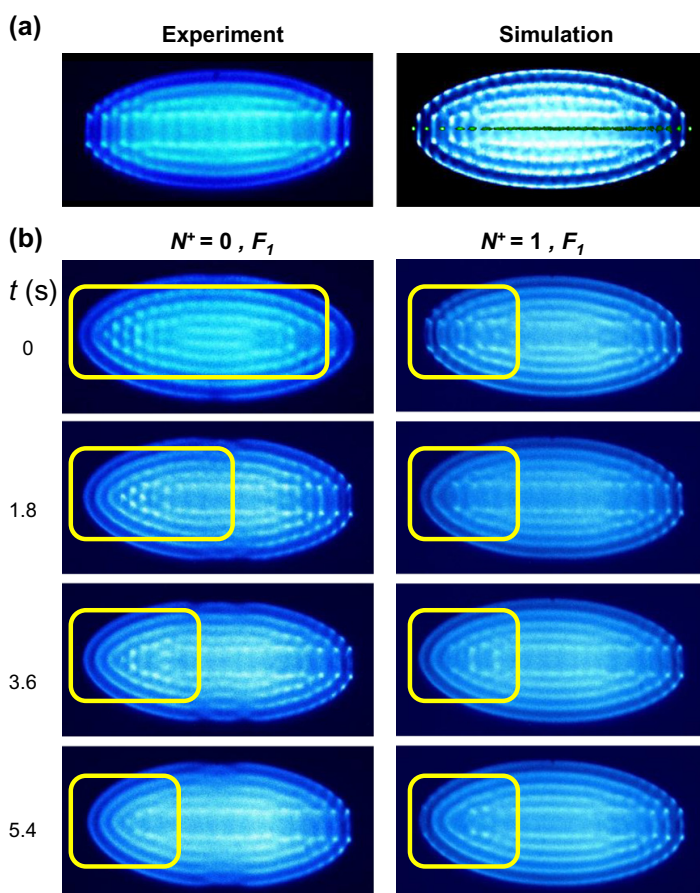 (a)
Experiment Simulation
(b)
N⁺ = 0 , F₁ N⁺ = 1 , F₁
t (s)
0
1.8
3.6
5.4